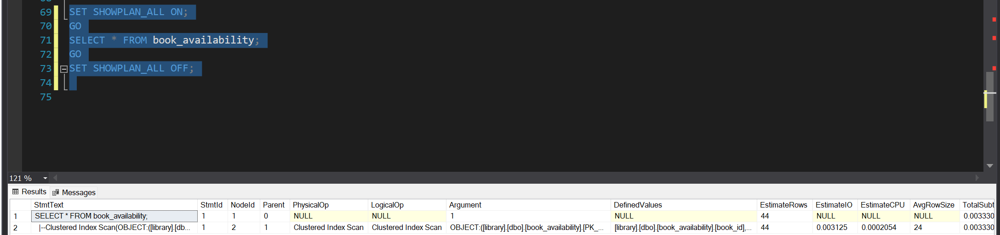 69 SET SHOWPLAN_ALL ON;
70 GO
71 SELECT * FROM book_availability;
72 GO
73 SET SHOWPLAN_ALL OFF;
74
75
121 %
Results Messages
StmtText StmtId NodeId Parent PhysicalOp LogicalOp Argument DefinedValues EstimateRows EstimateIO EstimateCPU AvgRowSize TotalSubt
1 SELECT * FROM book_availability; 1 1 0 NULL NULL 1 NULL 44 NULL NULL NULL 0.003330
2 |--Clustered Index Scan(OBJECT:([library].[db... 1 2 1 Clustered Index Scan Clustered Index Scan OBJECT:([library].[dbo].[book_availability].[PK_... [library].[dbo].[book_availability].[book_id],... 44 0.003125 0.0002054 24 0.003330